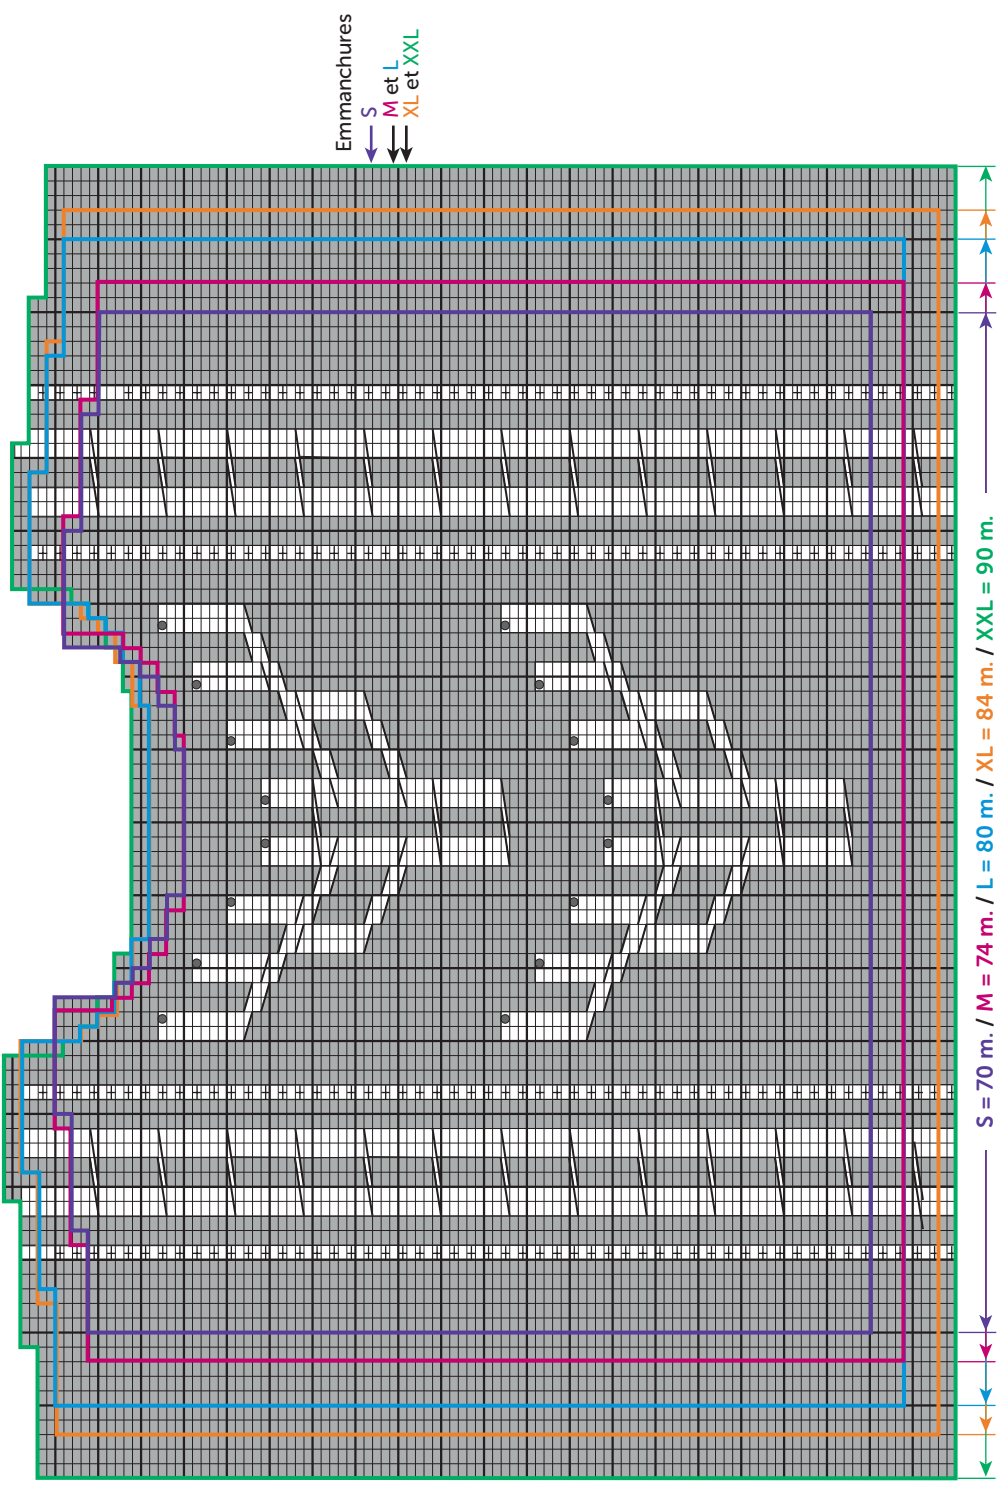 Emmanchures
S
M et L
XL et XXL
S = 70 m. / M = 74 m. / L = 80 m. / XL = 84 m. / XXL = 90 m.